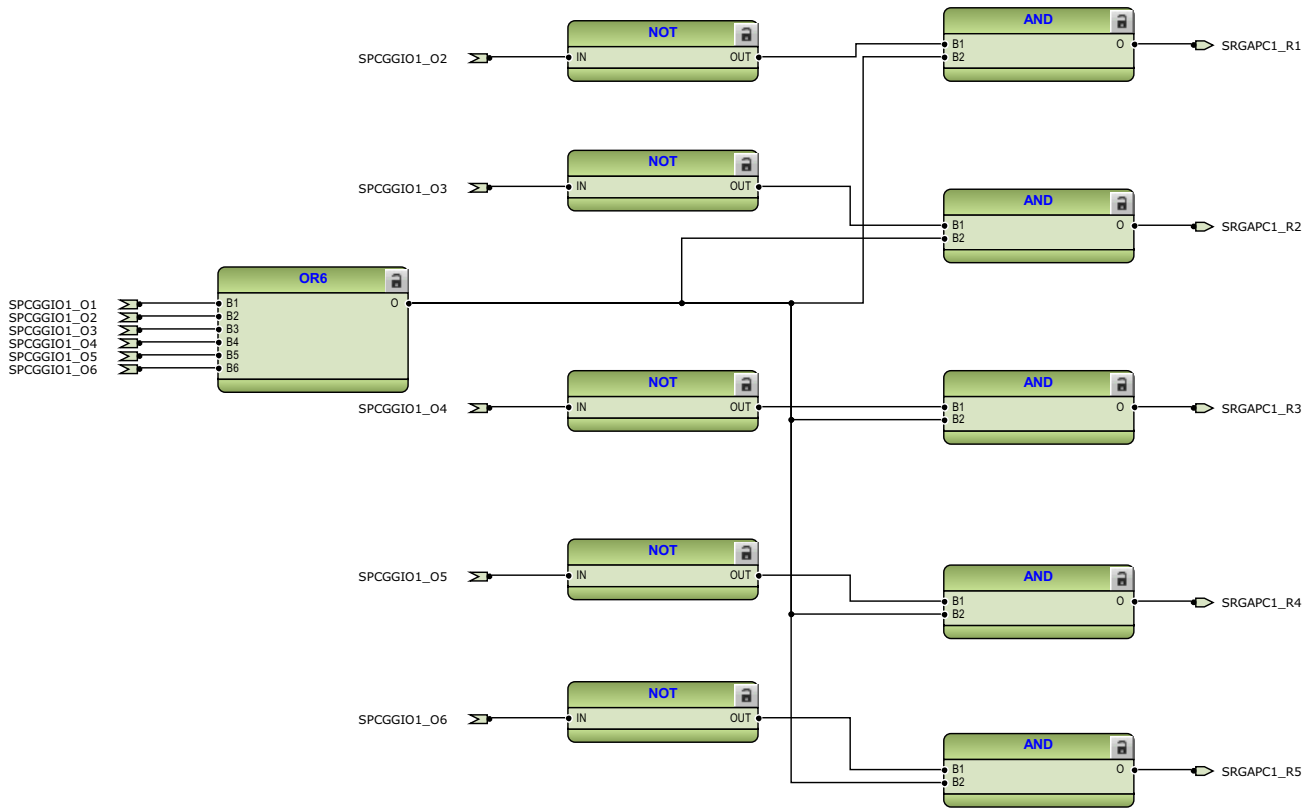 AND
NOT
B1 O
SPCGGIO1_O2 IN OUT B2 SRGAPC1_R1
NOT
SPCGGIO1_O3 IN OUT
AND
B1 O SRGAPC1_R2
B2
OR6
SPCGGIO1_O1 B1 O
SPCGGIO1_O2 B2
SPCGGIO1_O3 B3
SPCGGIO1_O4 B4
SPCGGIO1_O5 B5
SPCGGIO1_O6 B6
NOT AND
SPCGGIO1_O4 IN OUT B1 O SRGAPC1_R3
B2
NOT
SPCGGIO1_O5 IN OUT
AND
B1 O SRGAPC1_R4
B2
NOT
SPCGGIO1_O6 IN OUT
AND
B1 O SRGAPC1_R5
B2